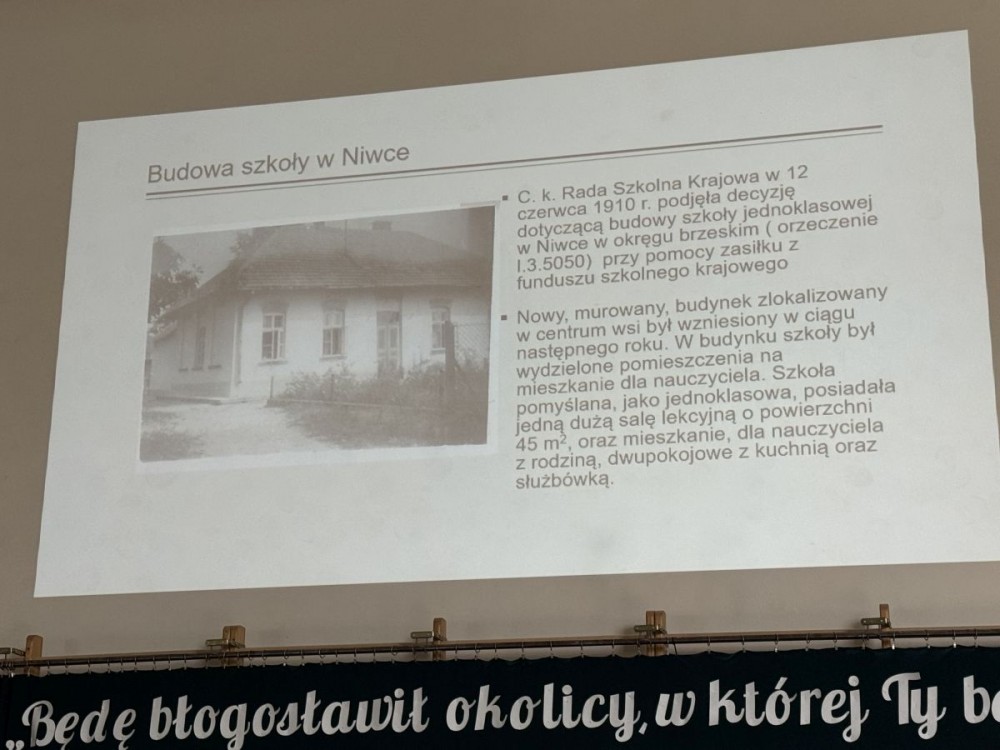 Budowa szkoły w Niwce
▪ C. k. Rada Szkolna Krajowa w 12
czerwca 1910 r. podjęła decyzję
dotyczącą budowy szkoły jednoklasowej
w Niwce w okręgu brzeskim ( orzeczenie
l.3.5050) przy pomocy zasiłku z
funduszu szkolnego krajowego
▪ Nowy, murowany, budynek zlokalizowany
w centrum wsi był wzniesiony w ciągu
następnego roku. W budynku szkoły był
wydzielone pomieszczenia na
mieszkanie dla nauczyciela. Szkoła
pomyślana, jako jednoklasowa, posiadała
jedną dużą salę lekcyjną o powierzchni
45 m², oraz mieszkanie, dla nauczyciela
z rodziną, dwupokojowe z kuchnią oraz
służbówką.
„Będę błogosławił okolicy, w której Ty